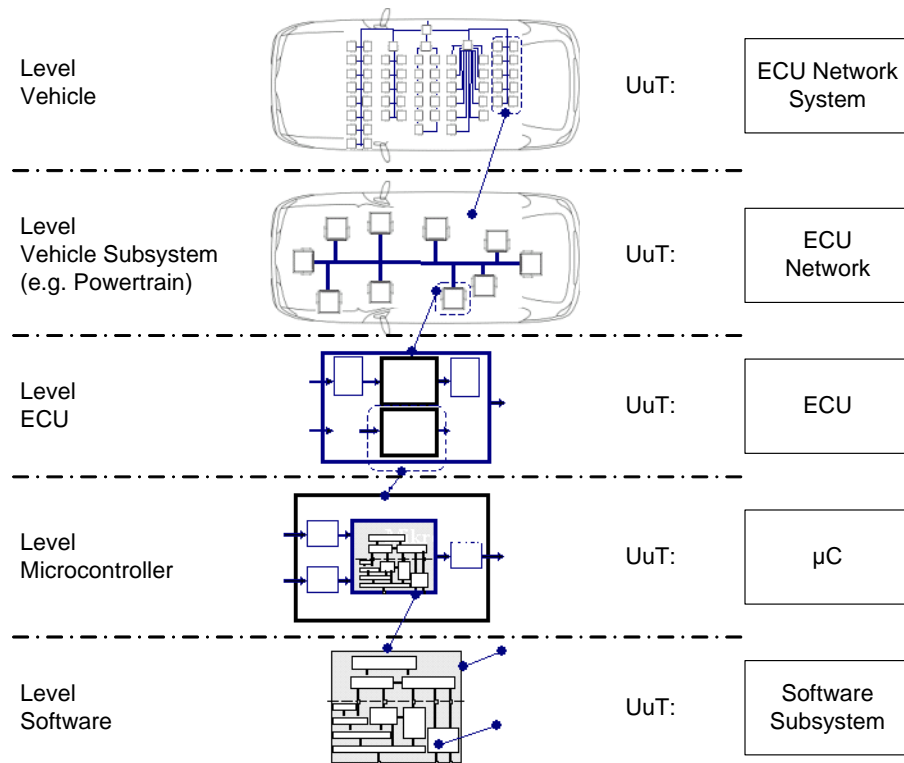 Level
Vehicle
UuT:
ECU Network
System
Level
Vehicle Subsystem
(e.g. Powertrain)
UuT:
ECU
Network
Level
ECU
UuT:
ECU
Level
Microcontroller
UuT:
µC
Level
Software
UuT:
Software
Subsystem